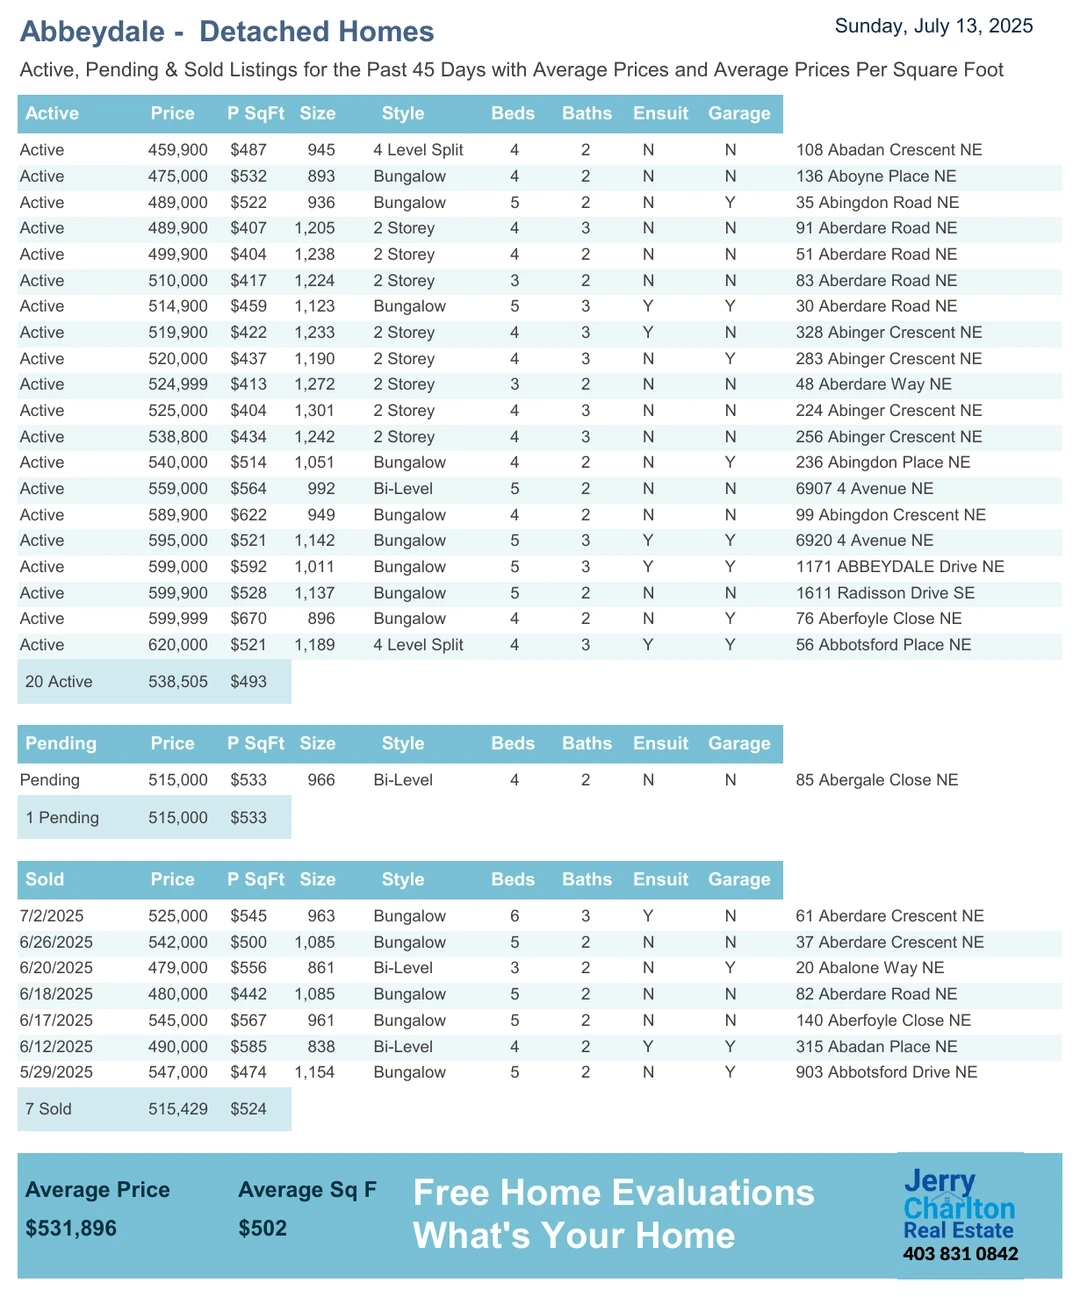 Abbeydale - Detached Homes
Sunday, July 13, 2025
Active, Pending & Sold Listings for the Past 45 Days with Average Prices and Average Prices Per Square Foot
Active Price P SqFt Size Style Beds Baths Ensuit Garage
Active 459,900 $487 945 4 Level Split 4 2 N N 108 Abadan Crescent NE
Active 475,000 $532 893 Bungalow 4 2 N N 136 Aboyne Place NE
Active 489,000 $522 936 Bungalow 5 2 N Y 35 Abingdon Road NE
Active 489,900 $407 1,205 2 Storey 4 3 N N 91 Aberdare Road NE
Active 499,900 $404 1,238 2 Storey 4 2 N N 51 Aberdare Road NE
Active 510,000 $417 1,224 2 Storey 3 2 N N 83 Aberdare Road NE
Active 514,900 $459 1,123 Bungalow 5 3 Y Y 30 Aberdare Road NE
Active 519,900 $422 1,233 2 Storey 4 3 Y N 328 Abinger Crescent NE
Active 520,000 $437 1,190 2 Storey 4 3 N Y 283 Abinger Crescent NE
Active 524,999 $413 1,272 2 Storey 3 2 N N 48 Aberdare Way NE
Active 525,000 $404 1,301 2 Storey 4 3 N N 224 Abinger Crescent NE
Active 538,800 $434 1,242 2 Storey 4 3 N N 256 Abinger Crescent NE
Active 540,000 $514 1,051 Bungalow 4 2 N Y 236 Abingdon Place NE
Active 559,000 $564 992 Bi-Level 5 2 N N 6907 4 Avenue NE
Active 589,900 $622 949 Bungalow 4 2 N N 99 Abingdon Crescent NE
Active 595,000 $521 1,142 Bungalow 5 3 Y Y 6920 4 Avenue NE
Active 599,000 $592 1,011 Bungalow 5 3 Y Y 1171 ABBEYDALE Drive NE
Active 599,900 $528 1,137 Bungalow 5 2 N N 1611 Radisson Drive SE
Active 599,999 $670 896 Bungalow 4 2 N Y 76 Aberfoyle Close NE
Active 620,000 $521 1,189 4 Level Split 4 3 Y Y 56 Abbotsford Place NE
20 Active 538,505 $493
Pending Price P SqFt Size Style Beds Baths Ensuit Garage
Pending 515,000 $533 966 Bi-Level 4 2 N N 85 Abergale Close NE
1 Pending 515,000 $533
Sold Price P SqFt Size Style Beds Baths Ensuit Garage
7/2/2025 525,000 $545 963 Bungalow 6 3 Y N 61 Aberdare Crescent NE
6/26/2025 542,000 $500 1,085 Bungalow 5 2 N N 37 Aberdare Crescent NE
6/20/2025 479,000 $556 861 Bi-Level 3 2 N Y 20 Abalone Way NE
6/18/2025 480,000 $442 1,085 Bungalow 5 2 N N 82 Aberdare Road NE
6/17/2025 545,000 $567 961 Bungalow 5 2 N N 140 Aberfoyle Close NE
6/12/2025 490,000 $585 838 Bi-Level 4 2 Y Y 315 Abadan Place NE
5/29/2025 547,000 $474 1,154 Bungalow 5 2 N Y 903 Abbotsford Drive NE
7 Sold 515,429 $524
Average Price Average Sq F
$531,896 $502
Free Home Evaluations
What's Your Home
Jerry
Charlton
Real Estate
403 831 0842